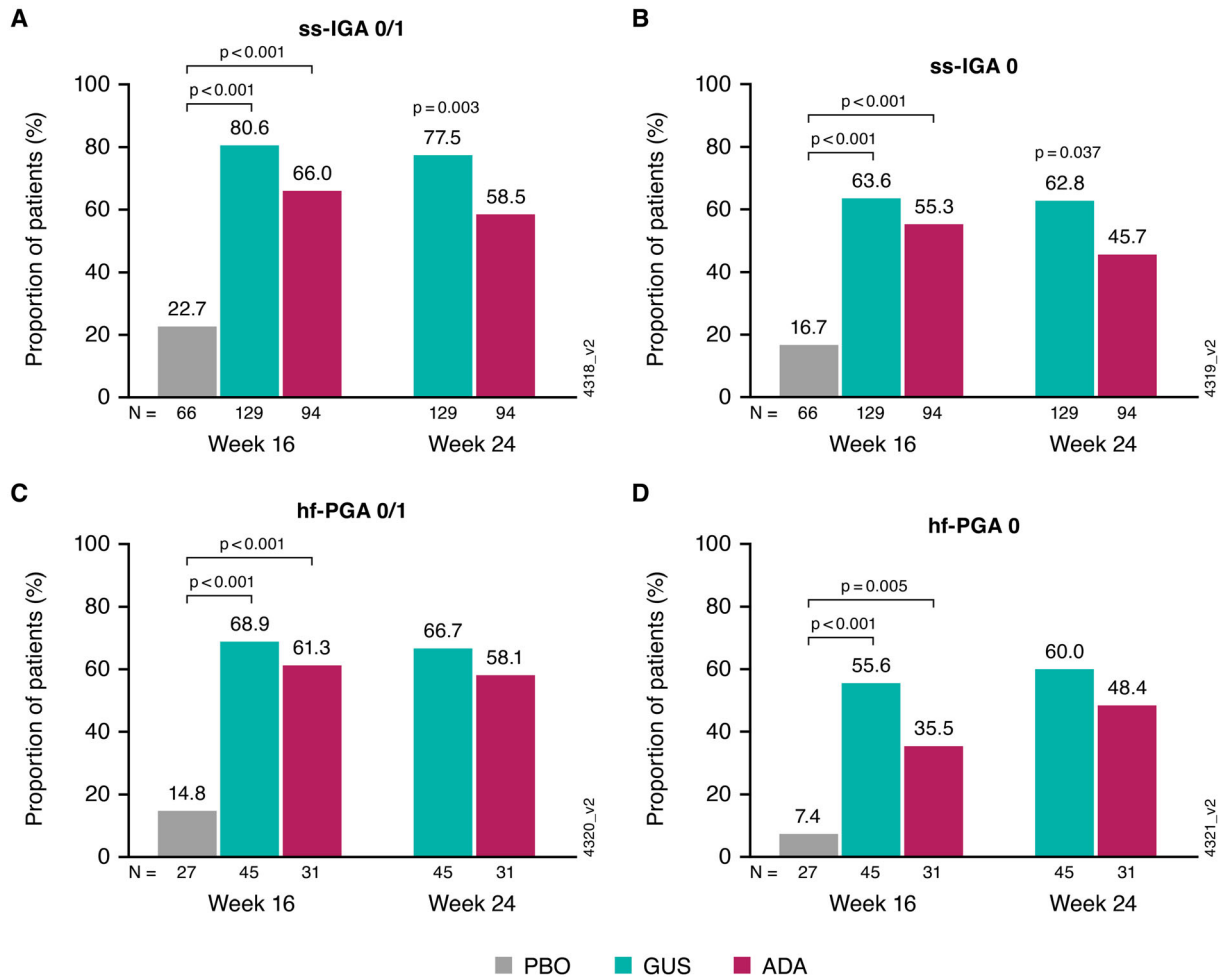 A
ss-IGA 0/1
p<0.001
p<0.001
p=0.003
Proportion of patients (%)
100
80
60
40
20
0
22.7
80.6
66.0
77.5
58.5
N = 66 129 94 129 94
Week 16 Week 24
4318_v2
B
ss-IGA 0
p<0.001
p<0.001
p=0.037
Proportion of patients (%)
100
80
60
40
20
0
16.7
63.6
55.3
62.8
45.7
N = 66 129 94 129 94
Week 16 Week 24
4319_v2
C
hf-PGA 0/1
p<0.001
p<0.001
Proportion of patients (%)
100
80
60
40
20
0
14.8
68.9
61.3
66.7
58.1
N = 27 45 31 45 31
Week 16 Week 24
4320_v2
D
hf-PGA 0
p=0.005
p<0.001
Proportion of patients (%)
100
80
60
40
20
0
7.4
55.6
35.5
60.0
48.4
N = 27 45 31 45 31
Week 16 Week 24
4321_v2
PBO GUS ADA